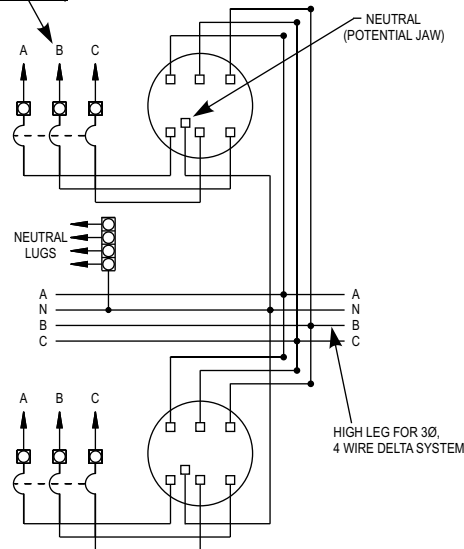 NEUTRAL
(POTENTIAL JAW)
A B C
NEUTRAL
LUGS
A A
N N
B B
C C
A B C
HIGH LEG FOR 3Ø,
4 WIRE DELTA SYSTEM